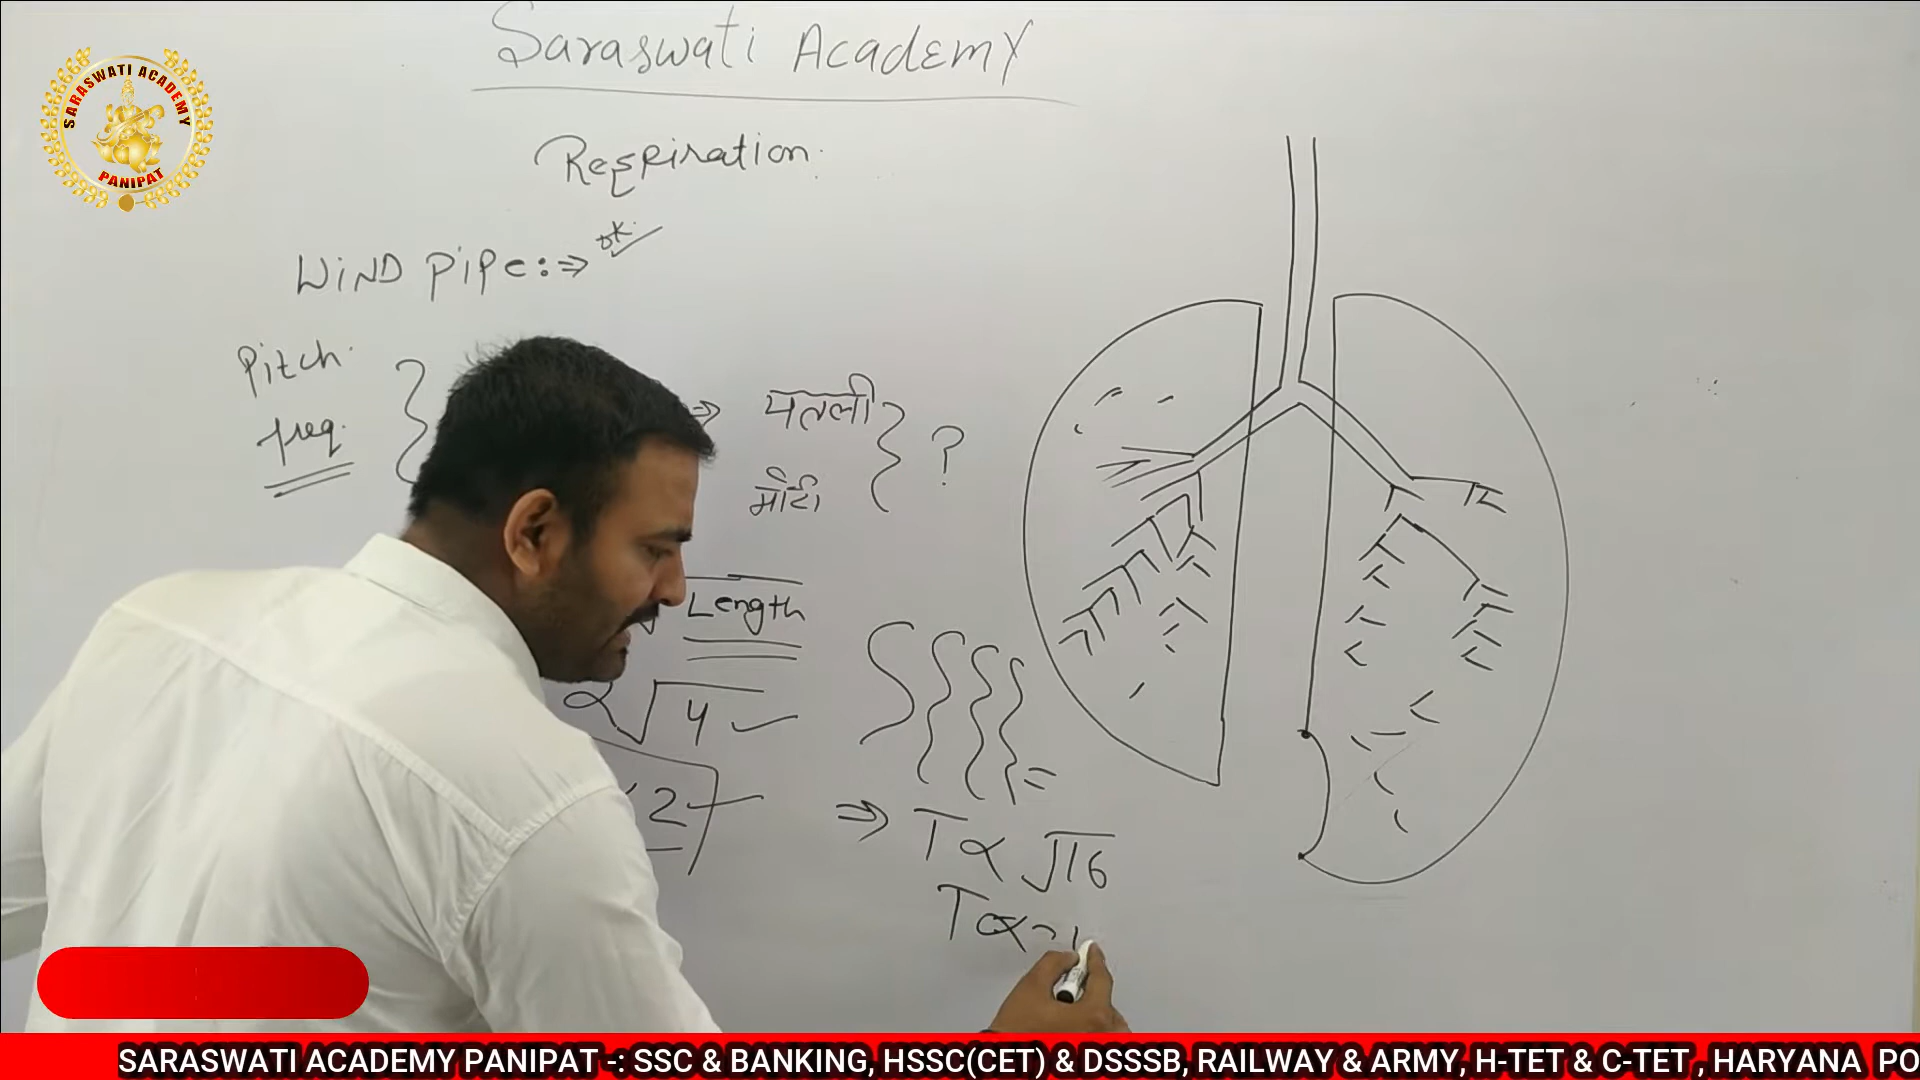 Saraswati Academy
SARASWATI ACADEMY
PANIPAT
Respiration
WIND PIPE :⇒ ok.
Pitch
freq.
⇒ पतली
मोटी
?
Length
∝ √4
2
⇒ T ∝ √16
T ∝
SARASWATI ACADEMY PANIPAT -: SSC & BANKING, HSSC(CET) & DSSSB, RAILWAY & ARMY, H-TET & C-TET , HARYANA PO